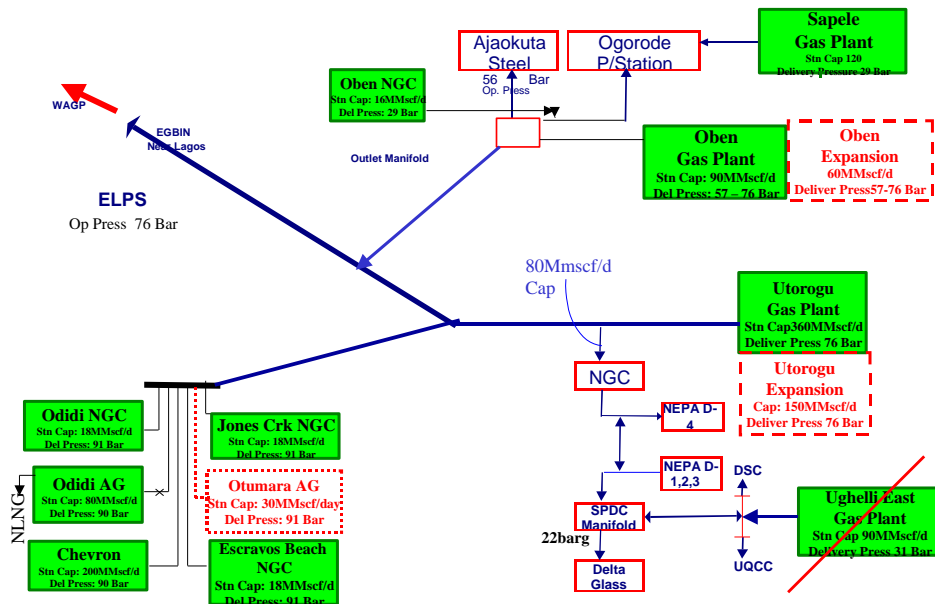 Sapele
Gas Plant
Stn Cap 120
Delivery Pressure 29 Bar
Ajaokuta
Steel
56 Bar
Op. Press
Ogorode
P/Station
Oben NGC
Stn Cap: 16MMscf/d
Del Press: 29 Bar
WAGP
EGBIN
Near Lagos
Outlet Manifold
Oben
Gas Plant
Stn Cap: 90MMscf/d
Del Press: 57 – 76 Bar
Oben
Expansion
60MMscf/d
Deliver Press57-76 Bar
ELPS
Op Press 76 Bar
80Mmscf/d
Cap
Utorogu
Gas Plant
Stn Cap360MMscf/d
Deliver Press 76 Bar
Utorogu
Expansion
Cap: 150MMscf/d
Deliver Press 76 Bar
NGC
NEPA D-
4
NEPA D-
1,2,3
DSC
SPDC
Manifold
22barg
Delta
Glass
UQCC
Ughelli East
Gas Plant
Stn Cap 90MMscf/d
Delivery Press 31 Bar
Odidi NGC
Stn Cap: 18MMscf/d
Del Press: 91 Bar
Jones Crk NGC
Stn Cap: 18MMscf/d
Del Press: 91 Bar
Odidi AG
Stn Cap: 80MMscf/d
Del Press: 90 Bar
NLNG
Otumara AG
Stn Cap: 30MMscf/day
Del Press: 91 Bar
Chevron
Stn Cap: 200MMscf/d
Del Press: 90 Bar
Escravos Beach
NGC
Stn Cap: 18MMscf/d
Del Press: 91 Bar